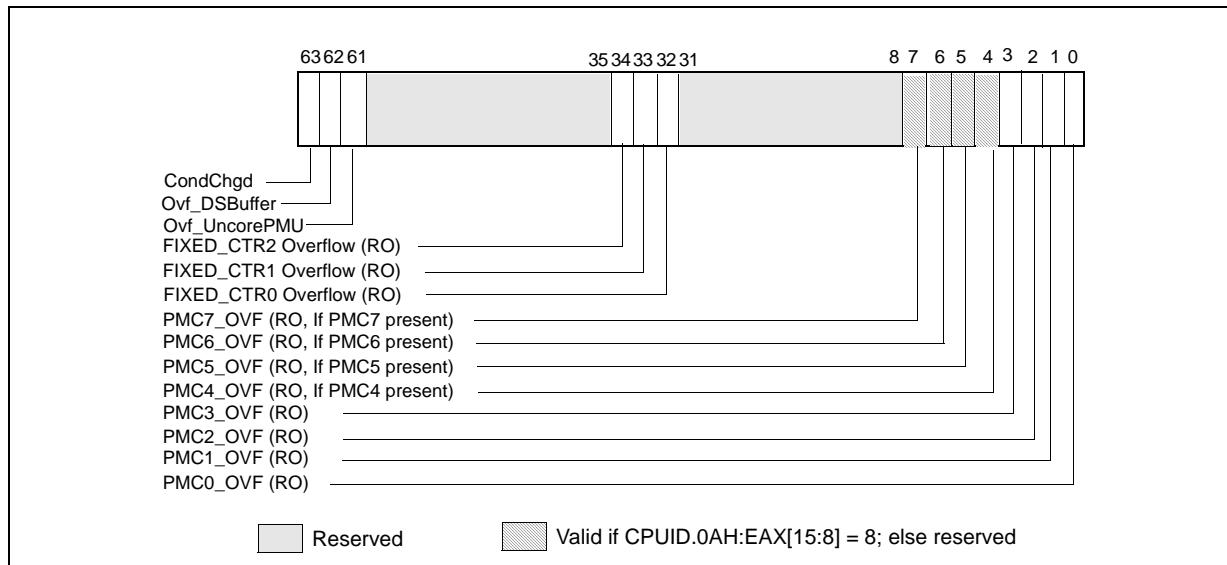 63 62 61 35 34 33 32 31 8 7 6 5 4 3 2 1 0
CondChgd
Ovf_DSBuffer
Ovf_UncorePMU
FIXED_CTR2 Overflow (RO)
FIXED_CTR1 Overflow (RO)
FIXED_CTR0 Overflow (RO)
PMC7_OVF (RO, If PMC7 present)
PMC6_OVF (RO, If PMC6 present)
PMC5_OVF (RO, If PMC5 present)
PMC4_OVF (RO, If PMC4 present)
PMC3_OVF (RO)
PMC2_OVF (RO)
PMC1_OVF (RO)
PMC0_OVF (RO)
Reserved Valid if CPUID.0AH:EAX[15:8] = 8; else reserved